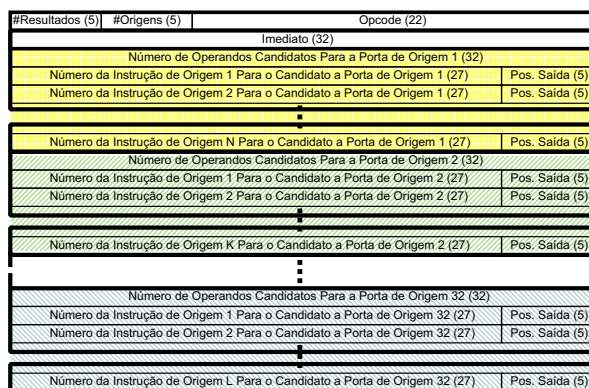 #Resultados (5) #Origens (5) Opcode (22)
Imediato (32)
Número de Operandos Candidatos Para a Porta de Origem 1 (32)
Número da Instrução de Origem 1 Para o Candidato a Porta de Origem 1 (27) Pos. Saída (5)
Número da Instrução de Origem 2 Para o Candidato a Porta de Origem 1 (27) Pos. Saída (5)
Número da Instrução de Origem N Para o Candidato a Porta de Origem 1 (27) Pos. Saída (5)
Número de Operandos Candidatos Para a Porta de Origem 2 (32)
Número da Instrução de Origem 1 Para o Candidato a Porta de Origem 2 (27) Pos. Saída (5)
Número da Instrução de Origem 2 Para o Candidato a Porta de Origem 2 (27) Pos. Saída (5)
Número da Instrução de Origem K Para o Candidato a Porta de Origem 2 (27) Pos. Saída (5)
Número de Operandos Candidatos Para a Porta de Origem 32 (32)
Número da Instrução de Origem 1 Para o Candidato a Porta de Origem 32 (27) Pos. Saída (5)
Número da Instrução de Origem 2 Para o Candidato a Porta de Origem 32 (27) Pos. Saída (5)
Número da Instrução de Origem L Para o Candidato a Porta de Origem 32 (27) Pos. Saída (5)